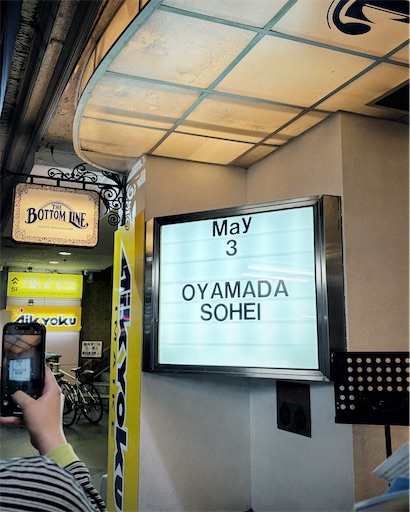 May
3
OYAMADA
SOHEI
THE
BOTTOM LINE
Aikyoku
Aikyoku